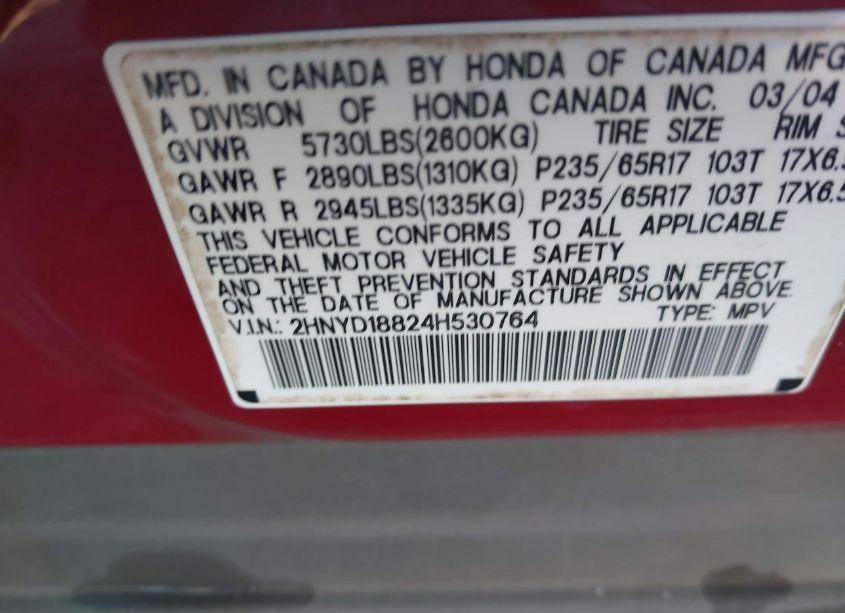 MFD. IN CANADA BY HONDA OF CANADA MFG
A DIVISION OF HONDA CANADA INC. 03/04
GVWR 5730LBS(2600KG) TIRE SIZE RIM S
GAWR F 2890LBS(1310KG) P235/65R17 103T 17X6.5
GAWR R 2945LBS(1335KG) P235/65R17 103T 17X6.5
THIS VEHICLE CONFORMS TO ALL APPLICABLE
FEDERAL MOTOR VEHICLE SAFETY
AND THEFT PREVENTION STANDARDS IN EFFECT
ON THE DATE OF MANUFACTURE SHOWN ABOVE.
V.I.N.: 2HNYD18824H530764 TYPE: MPV